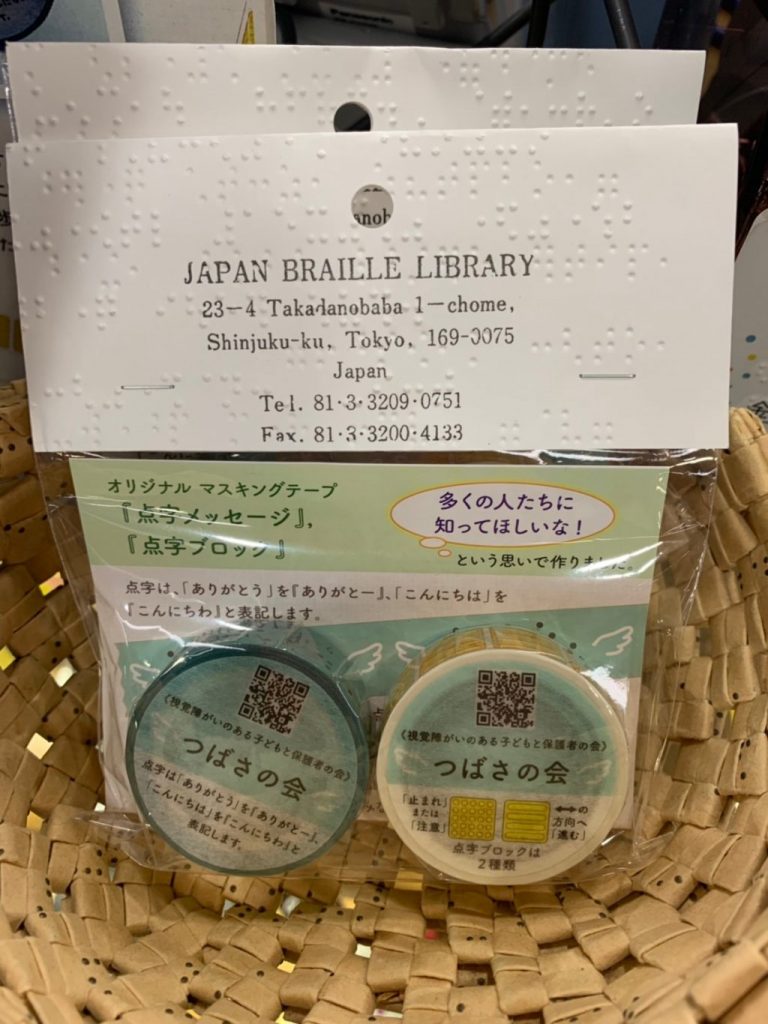 JAPAN BRAILLE LIBRARY
23-4 Takadanobaba 1-chome,
Shinjuku-ku, Tokyo, 169-0075
Japan
Tel. 81·3·3209·0751
Fax. 81·3·3200·4133
オリジナル マスキングテープ
『点字メッセージ』,
『点字ブロック』
多くの人たちに
知ってほしいな！
という思いで作りました。
点字は、「ありがとう」を『ありがとー』、「こんにちは」を
『こんにちわ』と表記します。
《視覚障がいのある子どもと保護者の会》
つばさの会
点字は「ありがとう」を『ありがとー』、
「こんにちは」を『こんにちわ』と
表記します。
《視覚障がいのある子どもと保護者の会》
つばさの会
「止まれ」
または
「注意」
⟷の
方向へ
「進む」
点字ブロックは
2種類